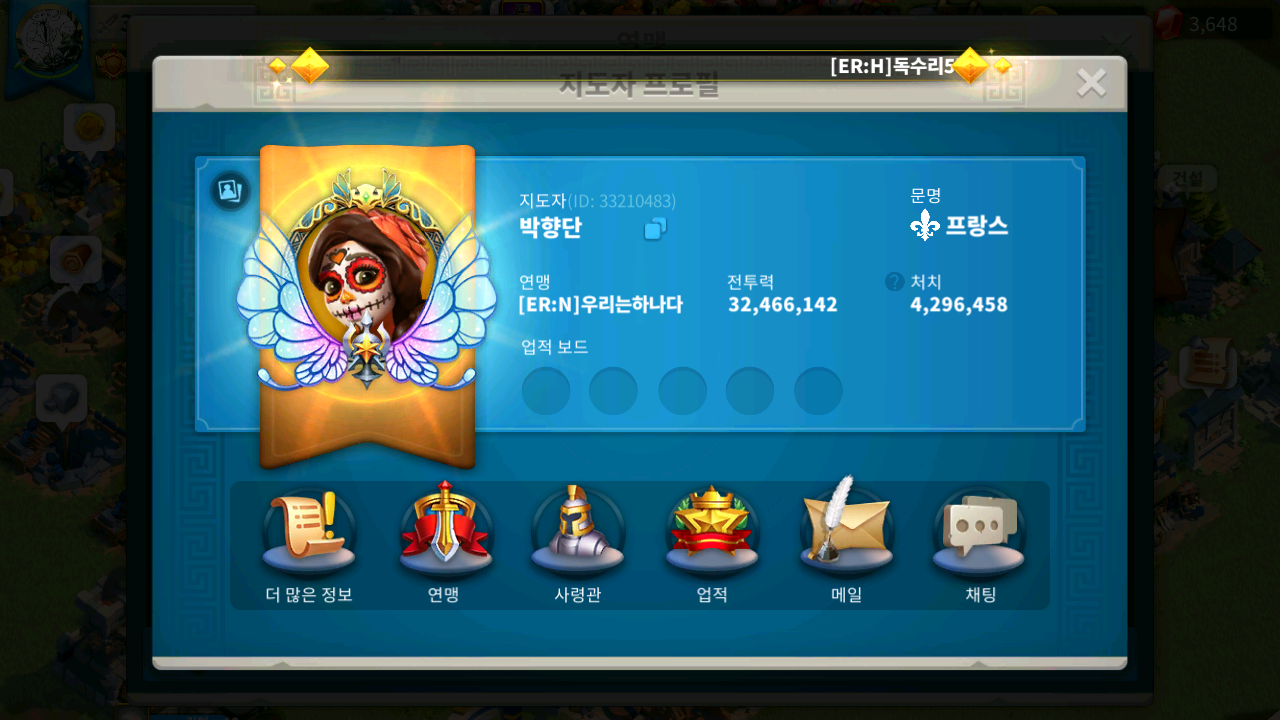 연맹
3,648
[ER:H]독수리5
지도자 프로필
건설
지도자(ID: 33210483)
박향단
문명
프랑스
연맹
[ER:N]우리는하나다
전투력
32,466,142
?
처치
4,296,458
업적 보드
더 많은 정보
연맹
사령관
업적
메일
채팅